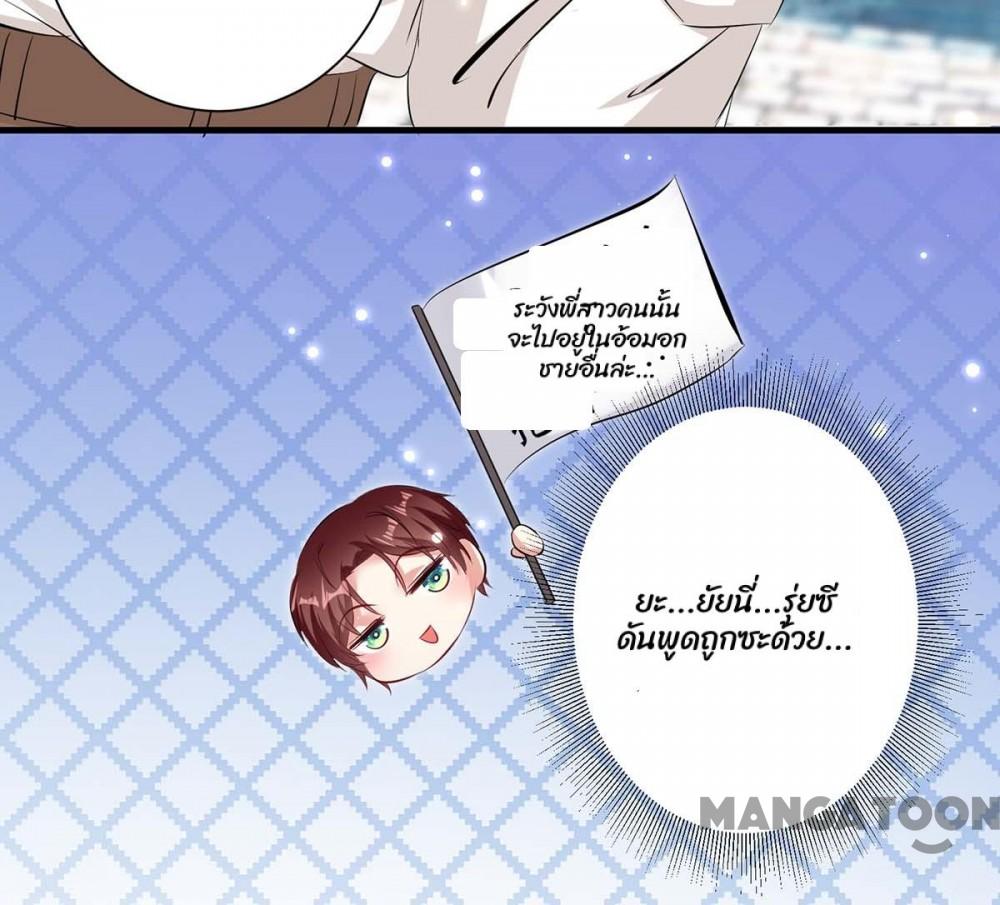 ระวังพี่สาวคนนั้น
จะไปอยู่ในอ้อมอก
ชายอื่นล่ะ...
ยะ...ยัยนี่...รุ่ยซี
ดันพูดถูกซะด้วย...
MANGATOON